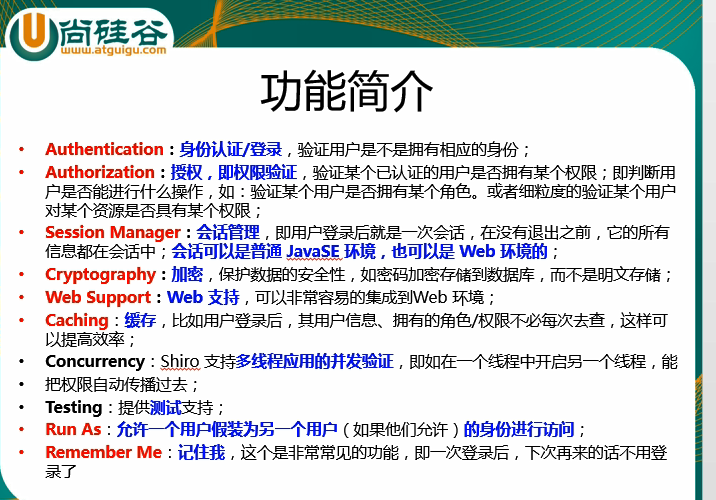 尚硅谷
www.atguigu.com
功能简介
• Authentication：身份认证/登录，验证用户是不是拥有相应的身份；
• Authorization：授权，即权限验证，验证某个已认证的用户是否拥有某个权限；即判断用
户是否能进行什么操作，如：验证某个用户是否拥有某个角色。或者细粒度的验证某个用户
对某个资源是否具有某个权限；
• Session Manager：会话管理，即用户登录后就是一次会话，在没有退出之前，它的所有
信息都在会话中；会话可以是普通 JavaSE 环境，也可以是 Web 环境的；
• Cryptography：加密，保护数据的安全性，如密码加密存储到数据库，而不是明文存储；
• Web Support：Web 支持，可以非常容易的集成到Web 环境；
• Caching：缓存，比如用户登录后，其用户信息、拥有的角色/权限不必每次去查，这样可
以提高效率；
• Concurrency：Shiro 支持多线程应用的并发验证，即如在一个线程中开启另一个线程，能
• 把权限自动传播过去；
• Testing：提供测试支持；
• Run As：允许一个用户假装为另一个用户（如果他们允许）的身份进行访问；
• Remember Me：记住我，这个是非常常见的功能，即一次登录后，下次再来的话不用登
录了